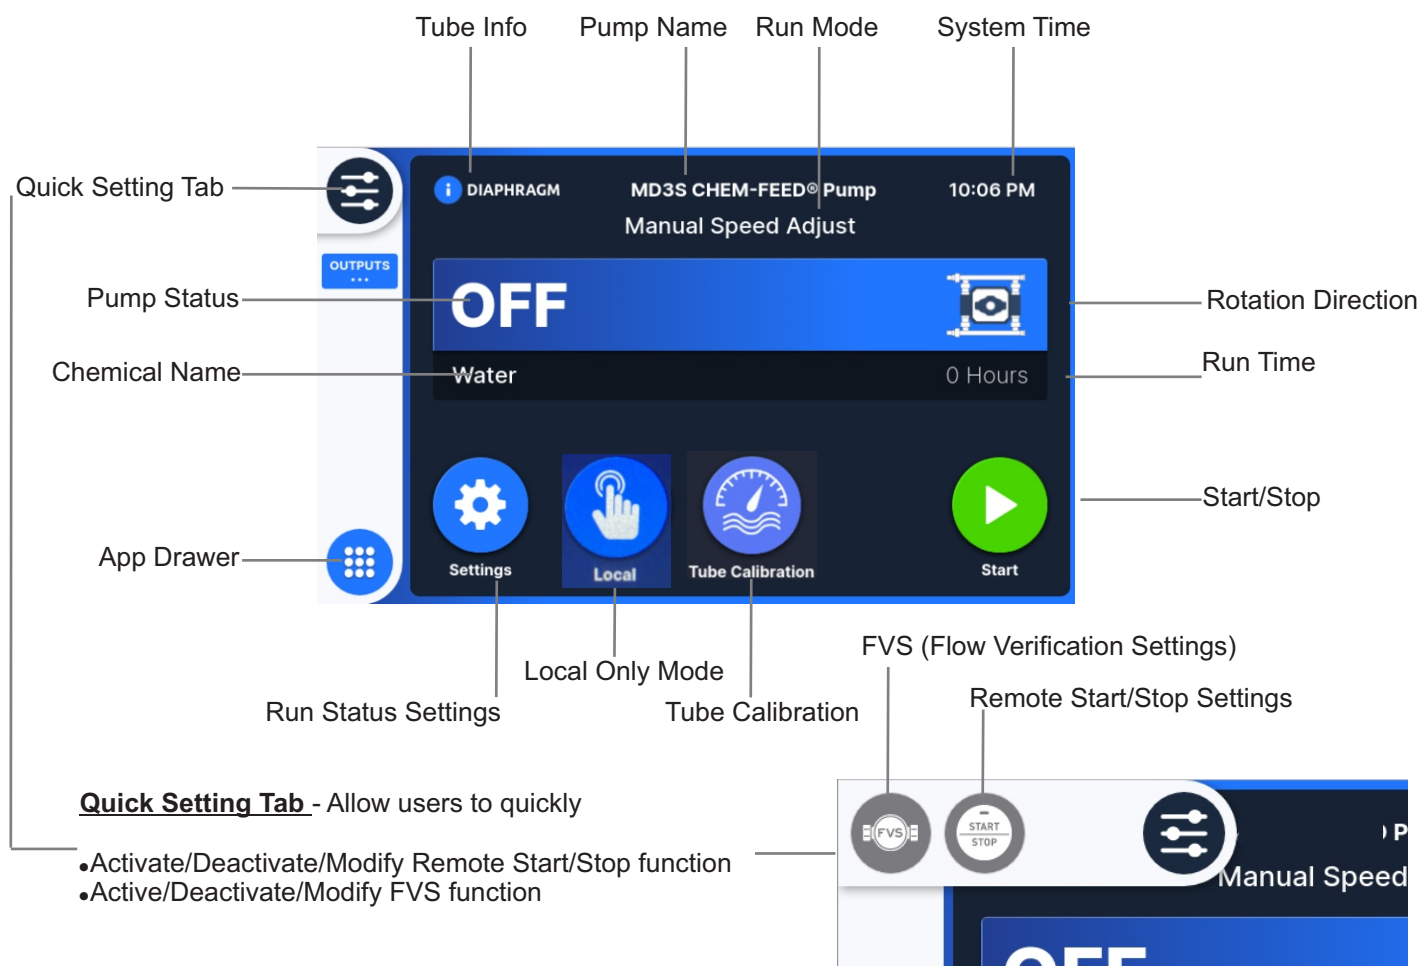 Tube Info
Pump Name
Run Mode
System Time
Quick Setting Tab
DIAPHRAGM
MD3S CHEM-FEED® Pump
10:06 PM
Manual Speed Adjust
OUTPUTS
...
Pump Status
OFF
Rotation Direction
Chemical Name
Water
0 Hours
Run Time
Start/Stop
App Drawer
Settings
Local
Tube Calibration
Start
FVS (Flow Verification Settings)
Local Only Mode
Remote Start/Stop Settings
Run Status Settings
Tube Calibration
Quick Setting Tab - Allow users to quickly
•Activate/Deactivate/Modify Remote Start/Stop function
•Active/Deactivate/Modify FVS function
FVS
START
STOP
P
Manual Speed
OFF